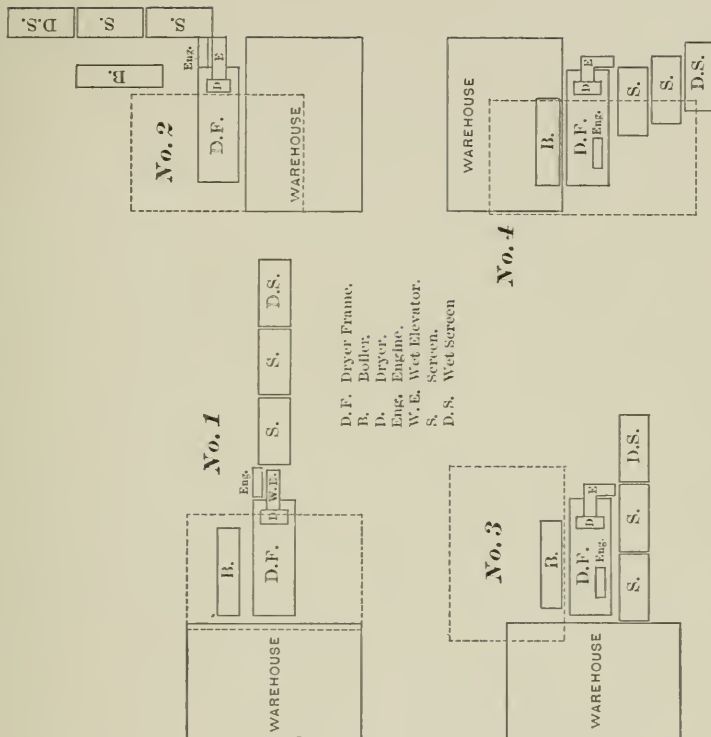 No. 1
WAREHOUSE
B.
D.F.
D
W.E.
Eng.
S.
S.
D.S.
No. 2
WAREHOUSE
D.F.
D
E
Eng.
B.
S.
S.
D.S.
D.F. Dryer Frame.
B. Boiler.
D. Dryer.
Eng. Engine.
W.E. Wet Elevator.
S. Screen.
D.S. Wet Screen
No. 3
WAREHOUSE
B.
D.F.
Eng.
D
E
S.
S.
D.S.
No. 4
WAREHOUSE
B.
D.F.
Eng.
D
E
S.
S.
D.S.